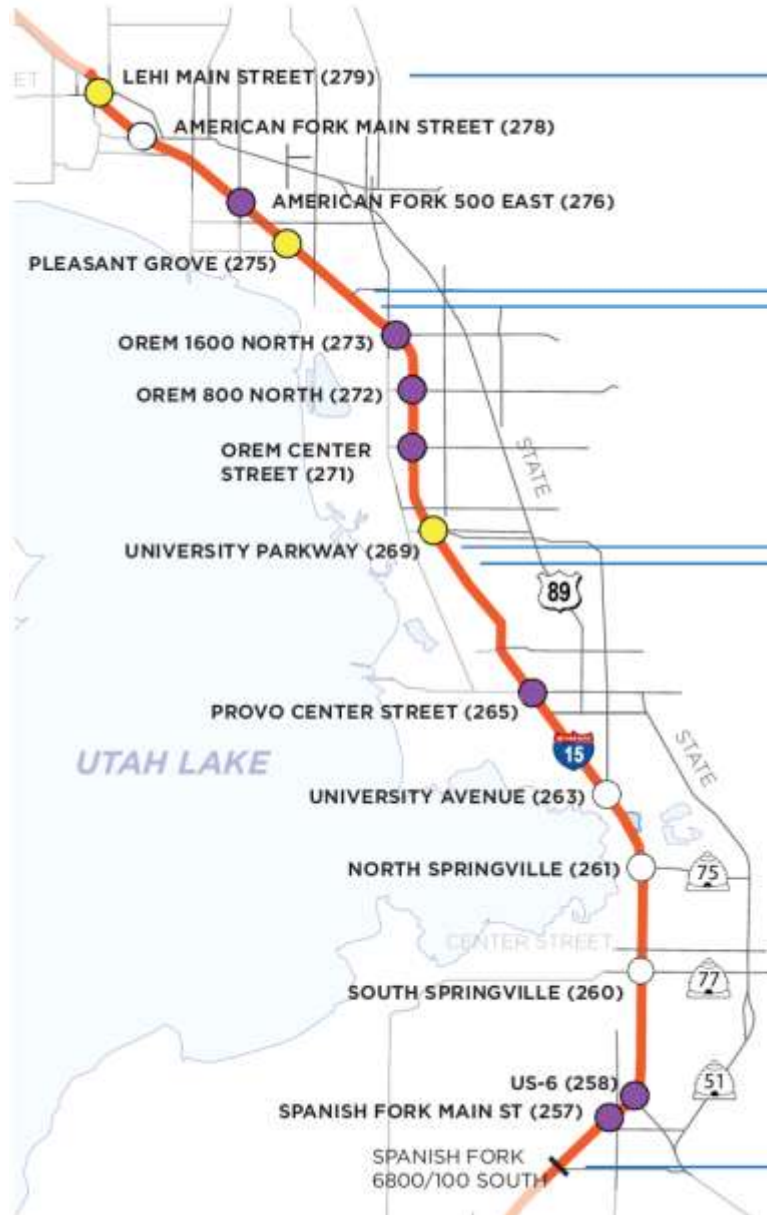 LEHI MAIN STREET (279)
ET
AMERICAN FORK MAIN STREET (278)
AMERICAN FORK 500 EAST (276)
PLEASANT GROVE (275)
OREM 1600 NORTH (273)
OREM 800 NORTH (272)
OREM CENTER
STREET (271)
STATE
UNIVERSITY PARKWAY (269)
89
PROVO CENTER STREET (265)
STATE
15
UTAH LAKE
UNIVERSITY AVENUE (263)
NORTH SPRINGVILLE (261)
75
CENTER STREET
77
SOUTH SPRINGVILLE (260)
US-6 (258)
51
SPANISH FORK MAIN ST (257)
SPANISH FORK
6800/100 SOUTH